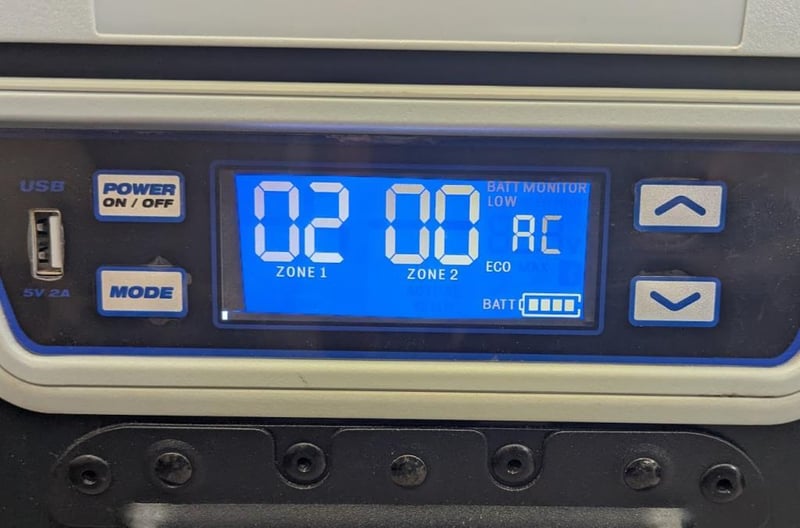 USB
5V 2A
POWER
ON / OFF
MODE
02
ZONE 1
00
ZONE 2
BATT MONITOR
LOW
AC
ECO
BATT